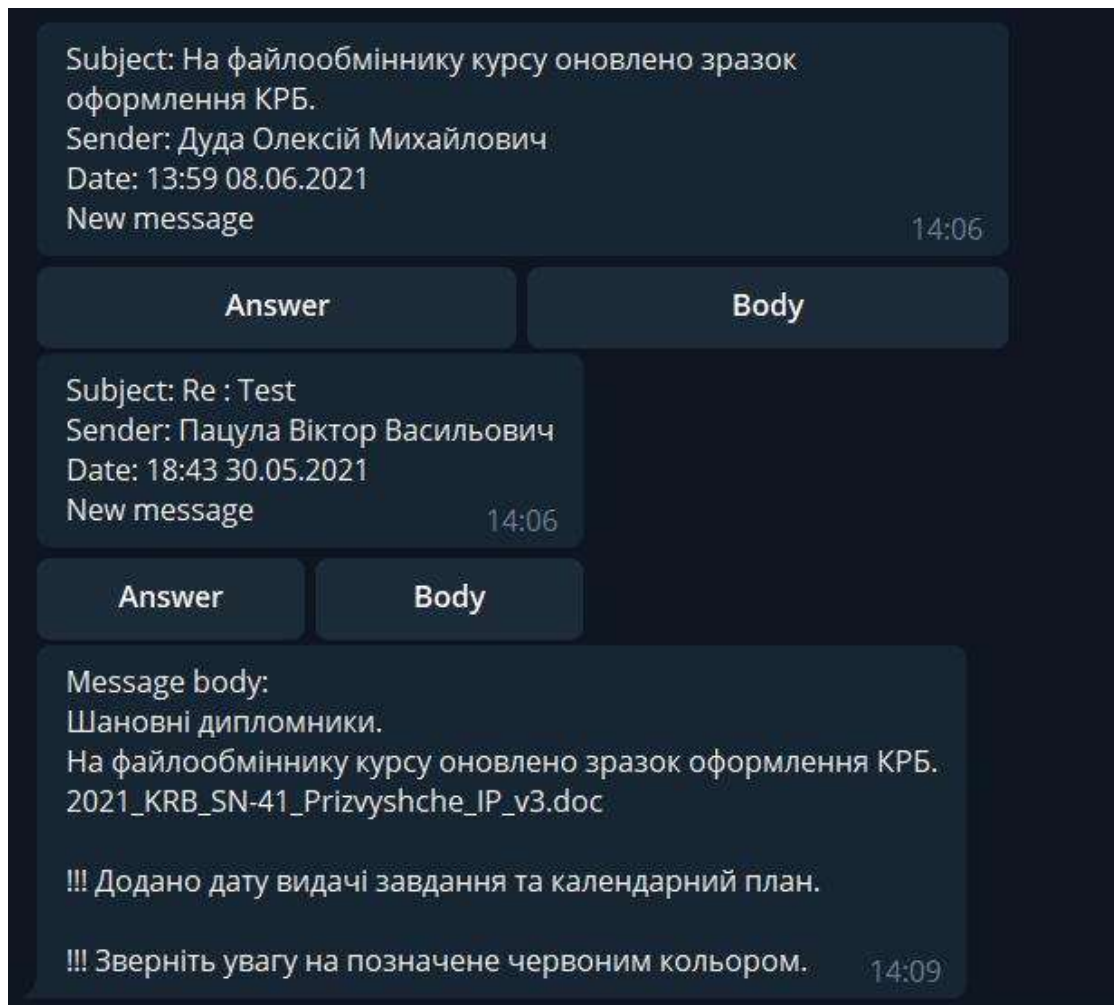 Subject: На файлообміннику курсу оновлено зразок
оформлення КРБ.
Sender: Дуда Олексій Михайлович
Date: 13:59 08.06.2021
New message
14:06
Answer
Body
Subject: Re : Test
Sender: Пацула Віктор Васильович
Date: 18:43 30.05.2021
New message
14:06
Answer
Body
Message body:
Шановні дипломники.
На файлообміннику курсу оновлено зразок оформлення КРБ.
2021_KRB_SN-41_Prizvyshche_IP_v3.doc
!!! Додано дату видачі завдання та календарний план.
!!! Зверніть увагу на позначене червоним кольором.
14:09